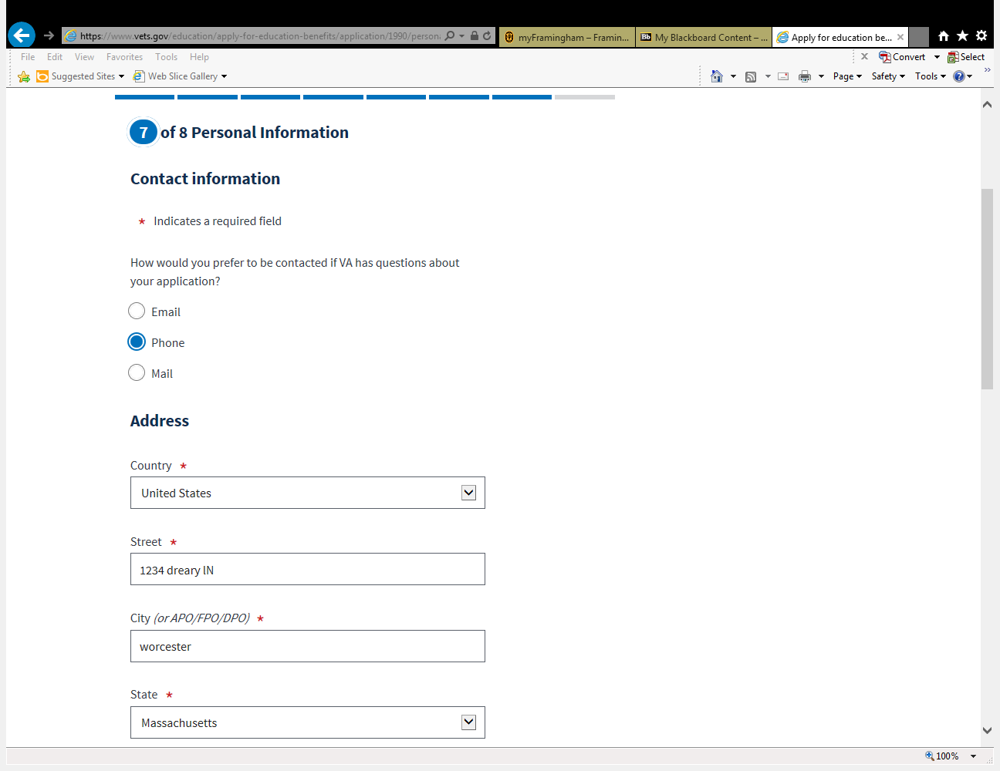 https://www.vets.gov/education/apply-for-education-benefits/application/1990/person
myFramingham – Framin...
Bb My Blackboard Content – ...
Apply for education be...
File Edit View Favorites Tools Help
Convert
Select
Suggested Sites
Web Slice Gallery
Page
Safety
Tools
7 of 8 Personal Information
Contact information
* Indicates a required field
How would you prefer to be contacted if VA has questions about
your application?
Email
Phone
Mail
Address
Country *
United States
Street *
1234 dreary lN
City (or APO/FPO/DPO) *
worcester
State *
Massachusetts
100%